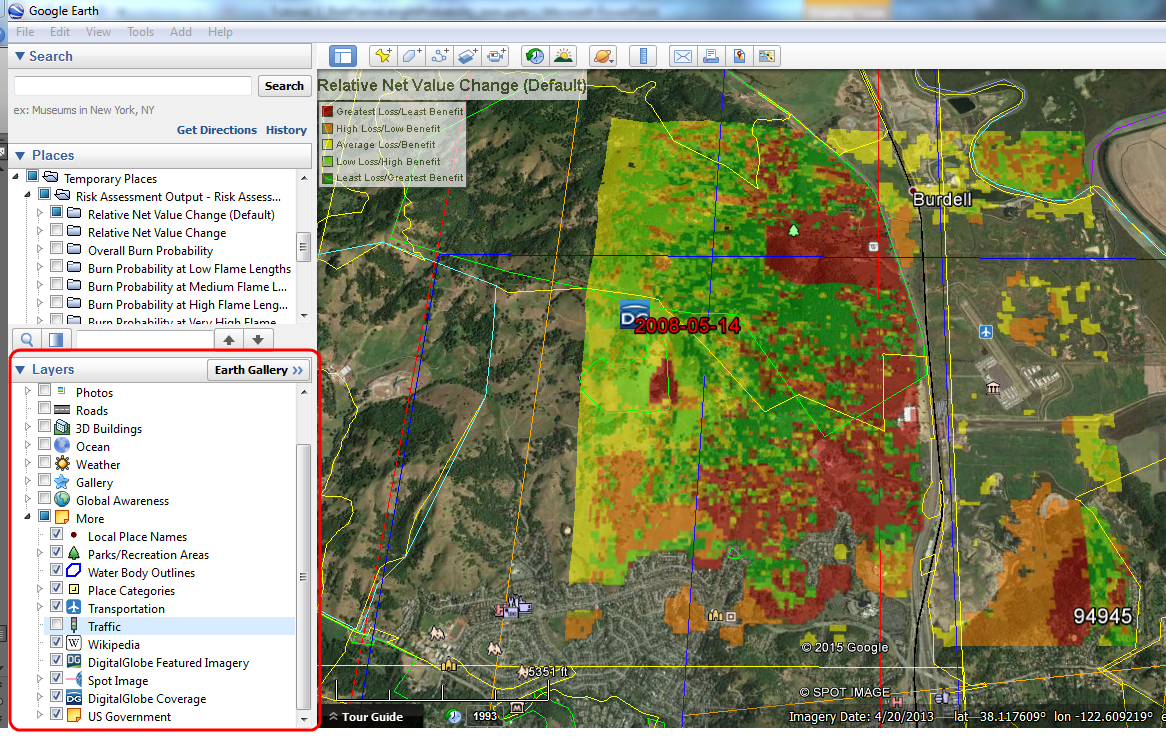 Google Earth
File Edit View Tools Add Help
Search
Search
ex: Museums in New York, NY
Get Directions History
Places
Temporary Places
Risk Assessment Output - Risk Assess...
Relative Net Value Change (Default)
Relative Net Value Change
Overall Burn Probability
Burn Probability at Low Flame Lengths
Burn Probability at Medium Flame L...
Burn Probability at High Flame Leng...
Burn Probability at Very High Flame
Layers
Earth Gallery >>
Photos
Roads
3D Buildings
Ocean
Weather
Gallery
Global Awareness
More
Local Place Names
Parks/Recreation Areas
Water Body Outlines
Place Categories
Transportation
Traffic
W Wikipedia
DG DigitalGlobe Featured Imagery
Spot Image
DG DigitalGlobe Coverage
US Government
Relative Net Value Change (Default)
Greatest Loss/Least Benefit
High Loss/Low Benefit
Average Loss/Benefit
Low Loss/High Benefit
Least Loss/Greatest Benefit
Burdell
W
DG
2008-05-14
94945
© 2015 Google
5351 ft
© SPOT IMAGE
H
M
Tour Guide
1993
Imagery Date: 4/20/2013 lat 38.117609° lon -122.609219° e